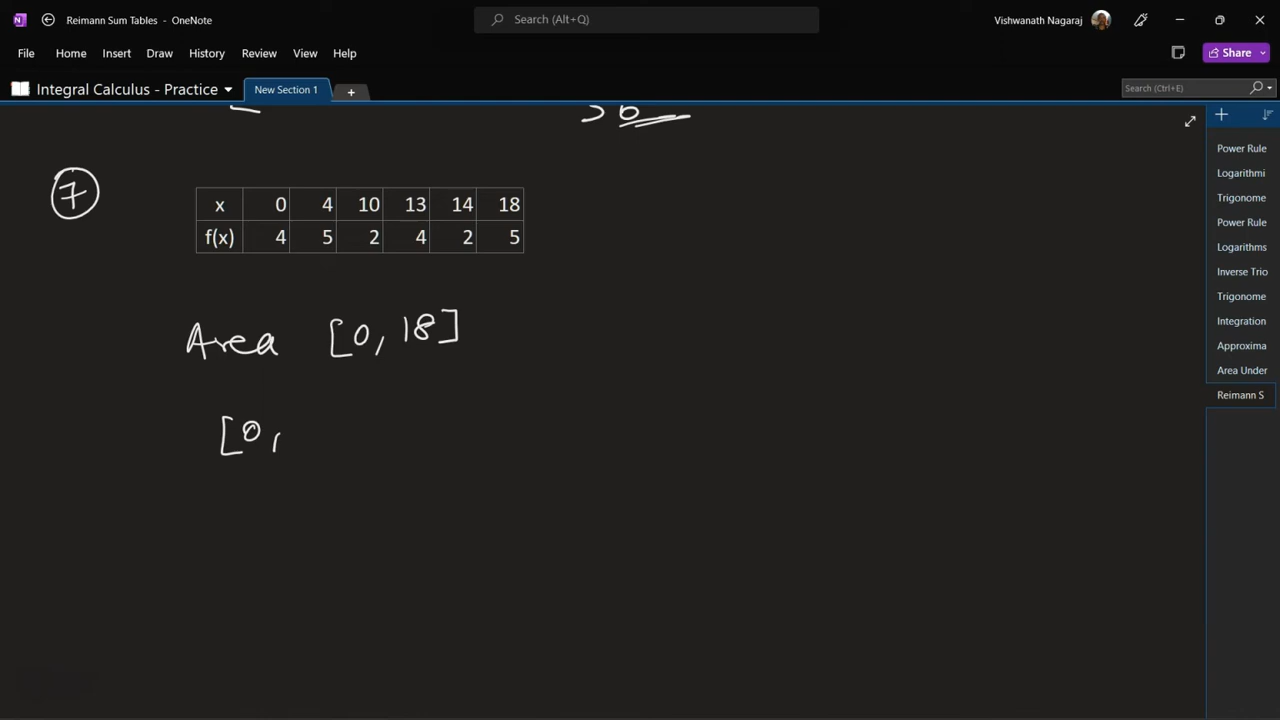 Reimann Sum Tables - OneNote
Search (Alt+Q)
Vishwanath Nagaraj
File Home Insert Draw History Review View Help
Share
Integral Calculus - Practice
New Section 1
+
Search (Ctrl+E)
Power Rule
Logarithmi
Trigonome
Power Rule
Logarithms
Inverse Trio
Trigonome
Integration
Approxima
Area Under
Reimann S
7
x 0 4 10 13 14 18
f(x) 4 5 2 4 2 5
Area [0, 18]
[0,